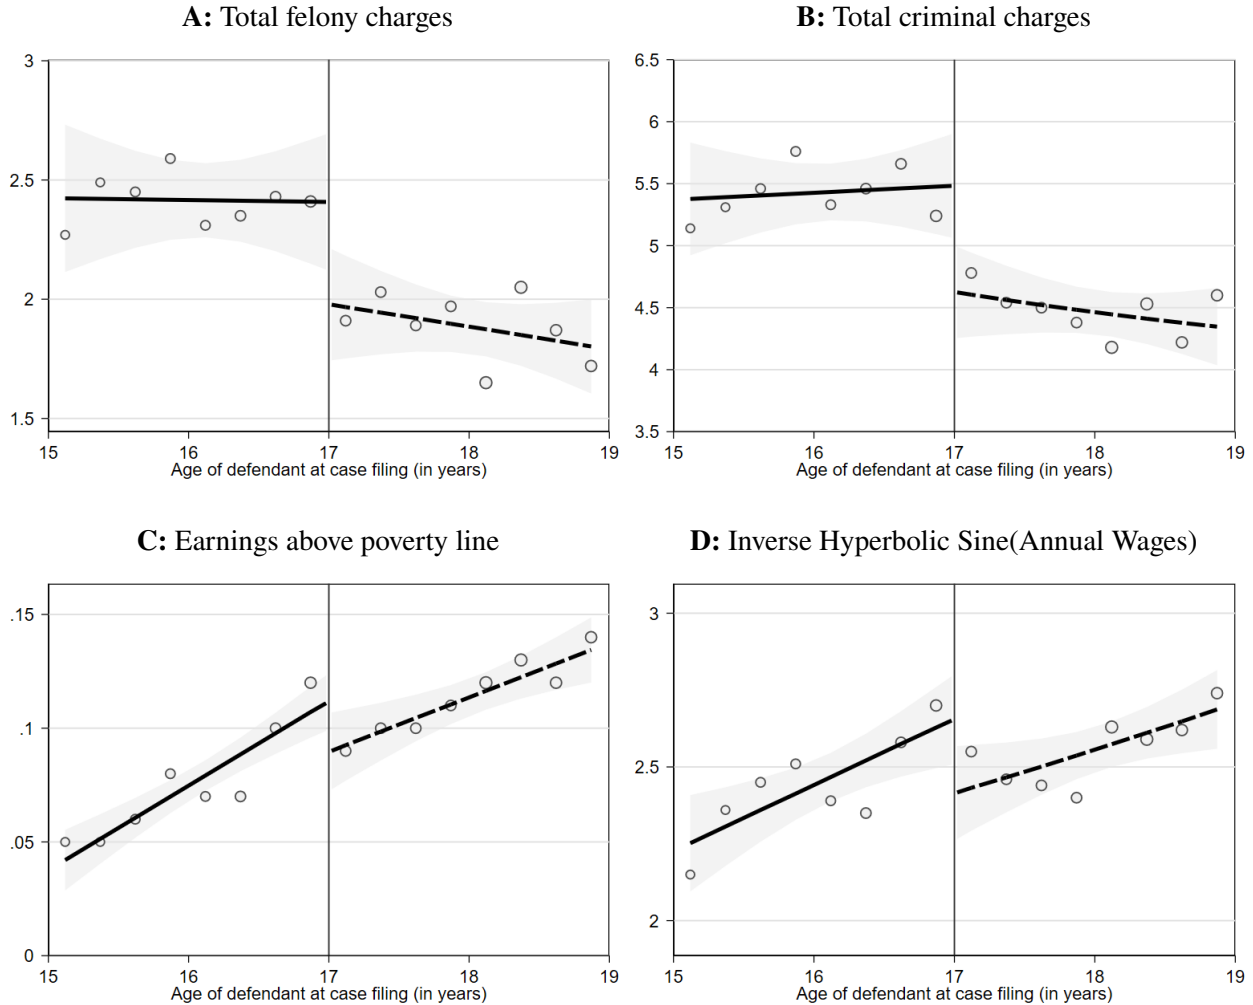 A: Total felony charges
3
2.5
2
1.5
15 16 17 18 19
Age of defendant at case filing (in years)
B: Total criminal charges
6.5
6
5.5
5
4.5
4
3.5
15 16 17 18 19
Age of defendant at case filing (in years)
C: Earnings above poverty line
.15
.1
.05
0
15 16 17 18 19
Age of defendant at case filing (in years)
D: Inverse Hyperbolic Sine(Annual Wages)
3
2.5
2
15 16 17 18 19
Age of defendant at case filing (in years)